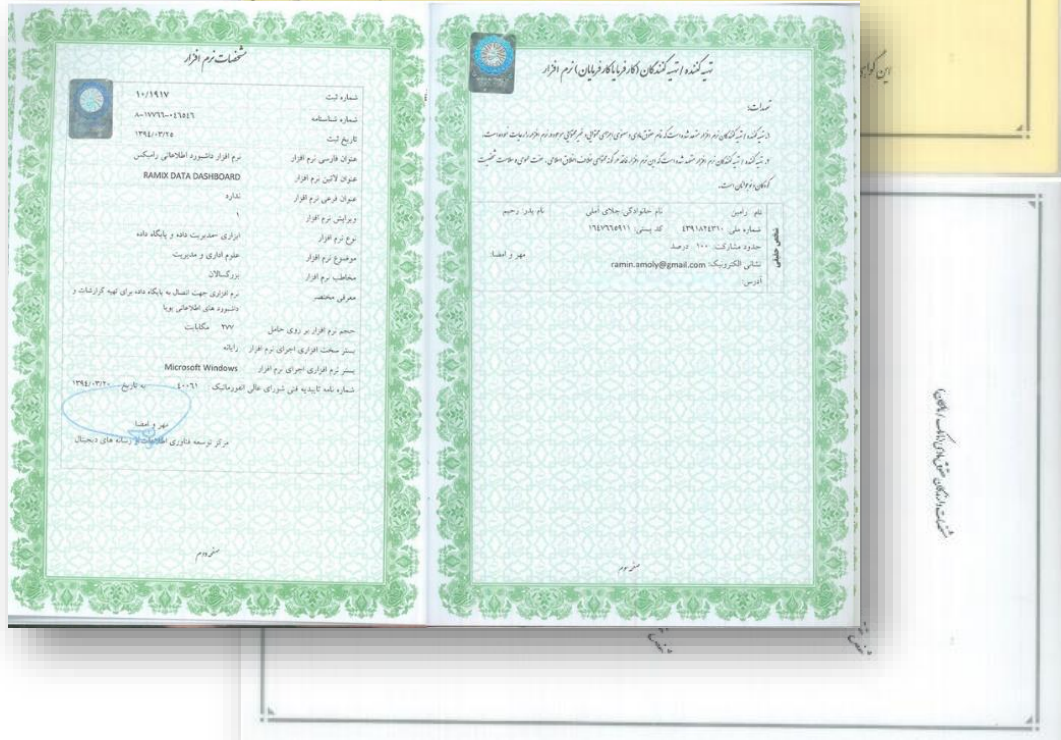 مشخصات نرم افزار
شماره ثبت ۱۰/۱۹۱۷
شماره شناسنامه ۸-۱۷۷۶۶-۰۴۶۵۴۶
تاریخ ثبت ۱۳۹۴/۰۳/۲۵
عنوان فارسی نرم افزار نرم افزار داشبورد اطلاعاتی رامیکس
عنوان لاتین نرم افزار RAMIX DATA DASHBOARD
عنوان فرعی نرم افزار ندارد
ویرایش نرم افزار ۱
نوع نرم افزار ابزاری -مدیریت داده و پایگاه داده
موضوع نرم افزار علوم اداری و مدیریت
مخاطب نرم افزار بزرگسالان
معرفی مختصر نرم افزاری جهت اتصال به پایگاه داده برای تهیه گزارشات و
داشبورد های اطلاعاتی پویا
حجم نرم افزار بر روی حامل ۲۷۷ مگابایت
بستر سخت افزاری اجرای نرم افزار رایانه
بستر نرم افزاری اجرای نرم افزار Microsoft Windows
شماره نامه تاییدیه فنی شورای عالی انفورماتیک ۴۰۰۶۱ به تاریخ ۱۳۹۴/۰۳/۲۰
مهر و امضا
مرکز توسعه فناوری اطلاعات و رسانه های دیجیتال
صفحه دوم
تهیه کننده / تهیه کنندگان (کارفرما یا کارفرمایان) نرم افزار
تعهدات:
نام: رامین نام خانوادگی: جلای آملی نام پدر: رحیم
شماره ملی: ۴۳۹۱۸۲۴۳۱۰ کد پستی: ۱۶۴۷۶۶۵۹۱۱
حدود مشارکت: ۱۰۰ درصد
مهر و امضا
نشانی الکترونیک: ramin.amoly@gmail.com
آدرس:
شخص حقیقی
صفحه سوم
این گواهی